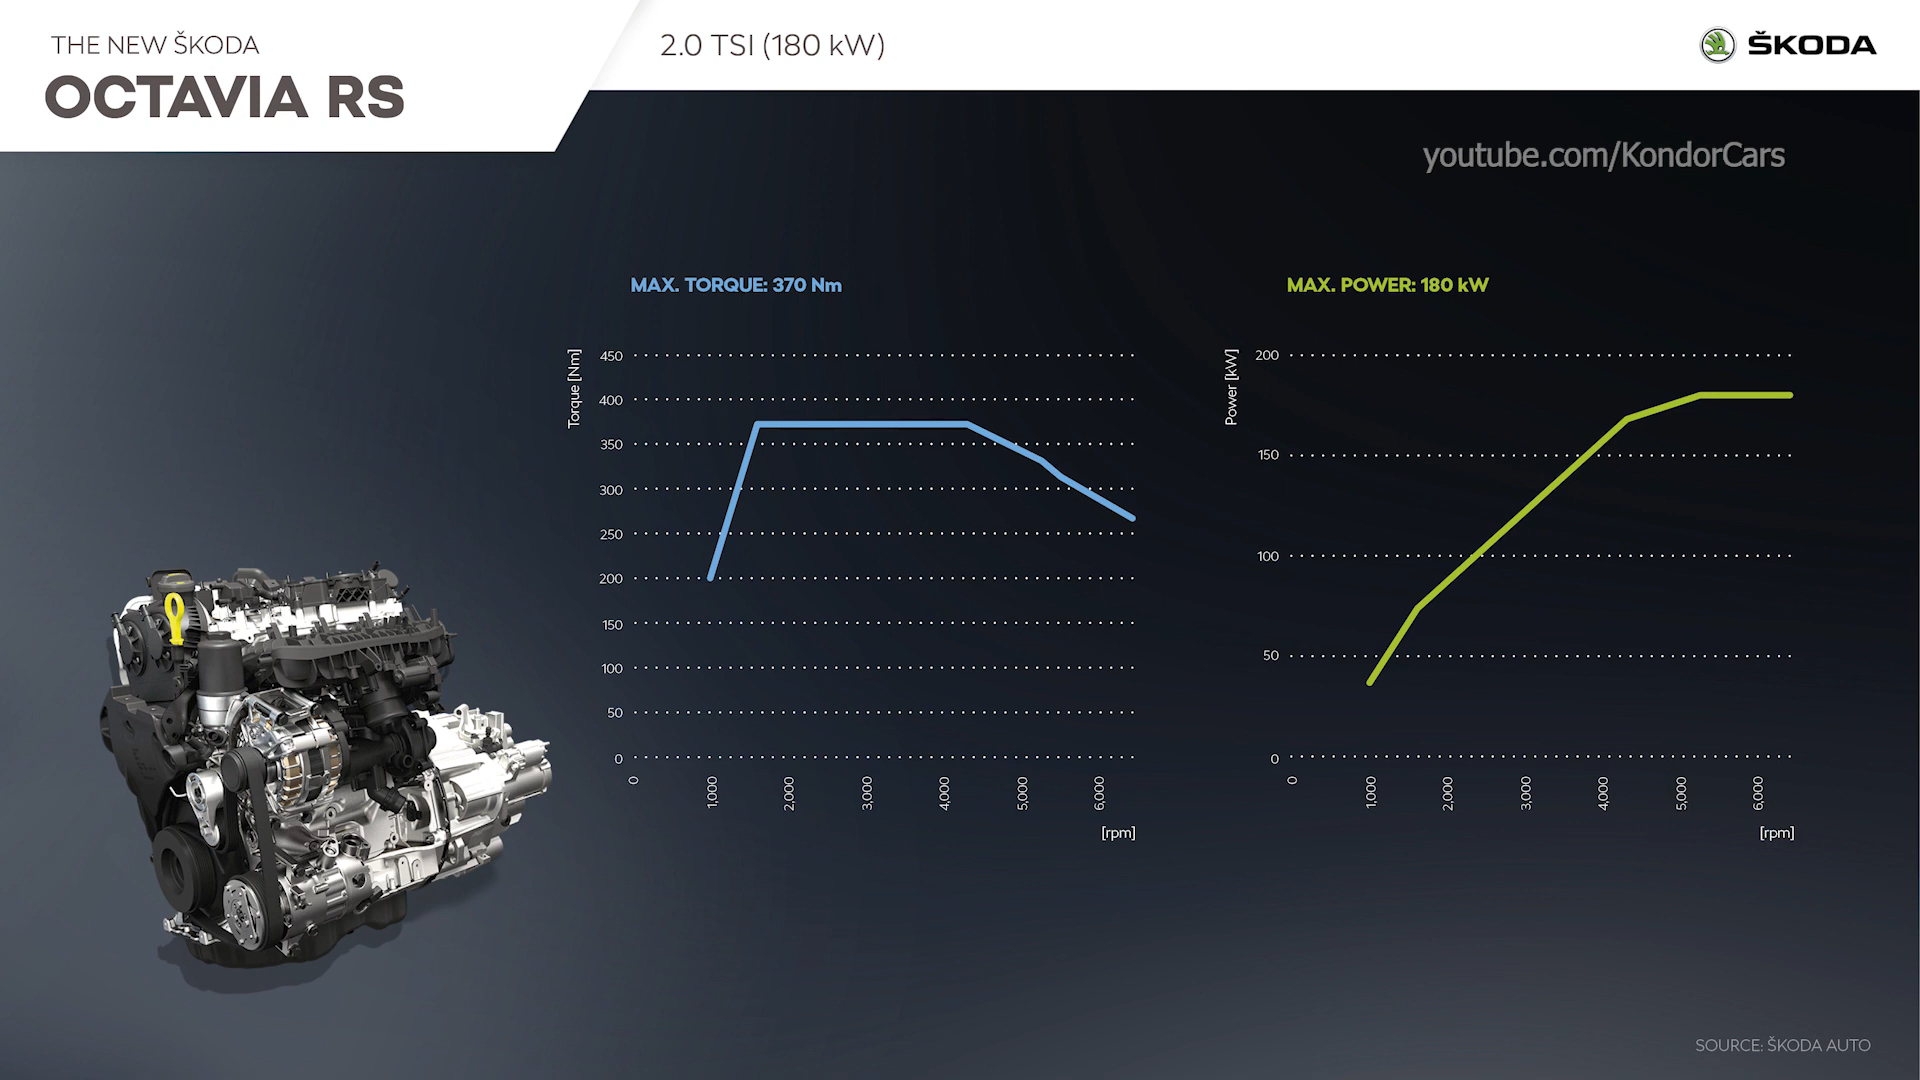 THE NEW ŠKODA
OCTAVIA RS
2.0 TSI (180 kW)
ŠKODA
youtube.com/KondorCars
MAX. TORQUE: 370 Nm
Torque [Nm]
450
400
350
300
250
200
150
100
50
0
0 1,000 2,000 3,000 4,000 5,000 6,000
[rpm]
MAX. POWER: 180 kW
Power [kW]
200
150
100
50
0
0 1,000 2,000 3,000 4,000 5,000 6,000
[rpm]
SOURCE: ŠKODA AUTO